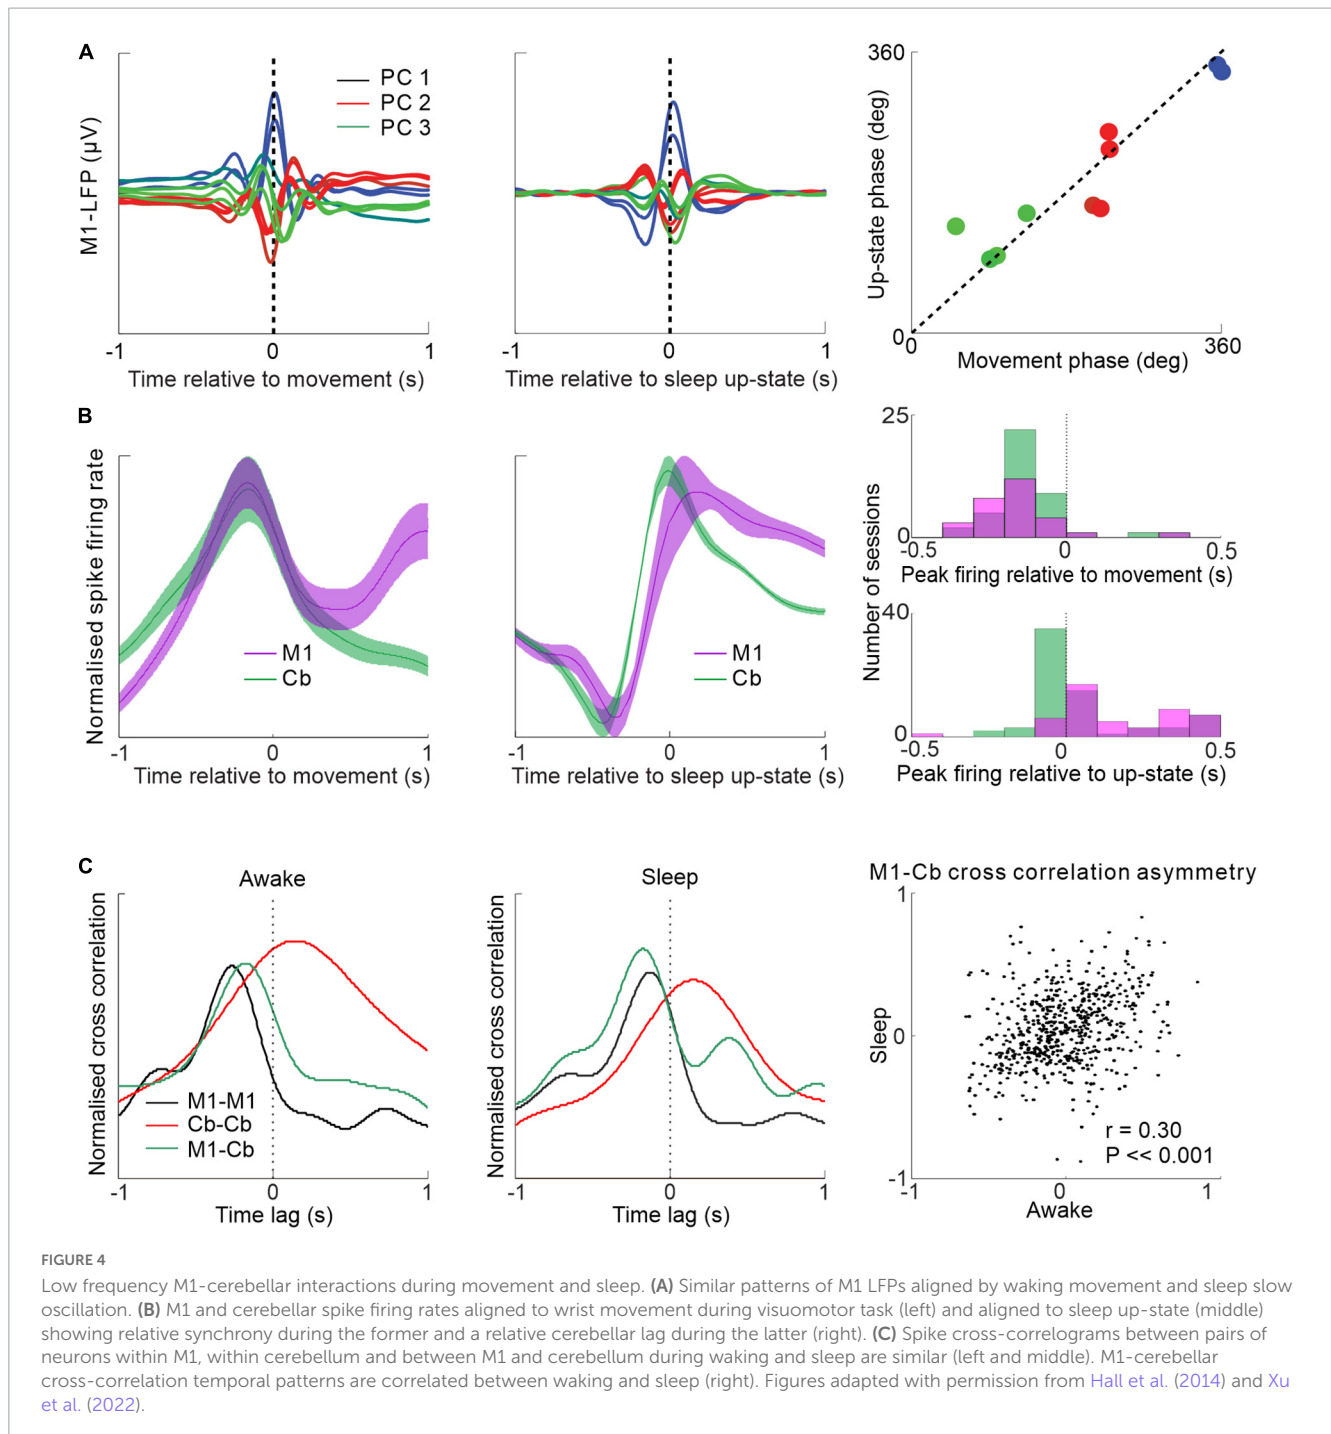 A
M1-LFP (µV)
PC 1
PC 2
PC 3
-1
0
1
Time relative to movement (s)
-1
0
1
Time relative to sleep up-state (s)
360
Up-state phase (deg)
0
0
360
Movement phase (deg)
B
Normalised spike firing rate
M1
Cb
-1
0
1
Time relative to movement (s)
M1
Cb
-1
0
1
Time relative to sleep up-state (s)
Number of sessions
25
0
-0.5
0
0.5
Peak firing relative to movement (s)
40
0
-0.5
0
0.5
Peak firing relative to up-state (s)
C
Awake
Normalised cross correlation
M1-M1
Cb-Cb
M1-Cb
-1
0
1
Time lag (s)
Sleep
Normalised cross correlation
-1
0
1
Time lag (s)
M1-Cb cross correlation asymmetry
1
Sleep
0
r = 0.30
P << 0.001
-1
-1
0
1
Awake
FIGURE 4
Low frequency M1-cerebellar interactions during movement and sleep. (A) Similar patterns of M1 LFPs aligned by waking movement and sleep slow
oscillation. (B) M1 and cerebellar spike firing rates aligned to wrist movement during visuomotor task (left) and aligned to sleep up-state (middle)
showing relative synchrony during the former and a relative cerebellar lag during the latter (right). (C) Spike cross-correlograms between pairs of
neurons within M1, within cerebellum and between M1 and cerebellum during waking and sleep are similar (left and middle). M1-cerebellar
cross-correlation temporal patterns are correlated between waking and sleep (right). Figures adapted with permission from Hall et al. (2014) and Xu
et al. (2022).